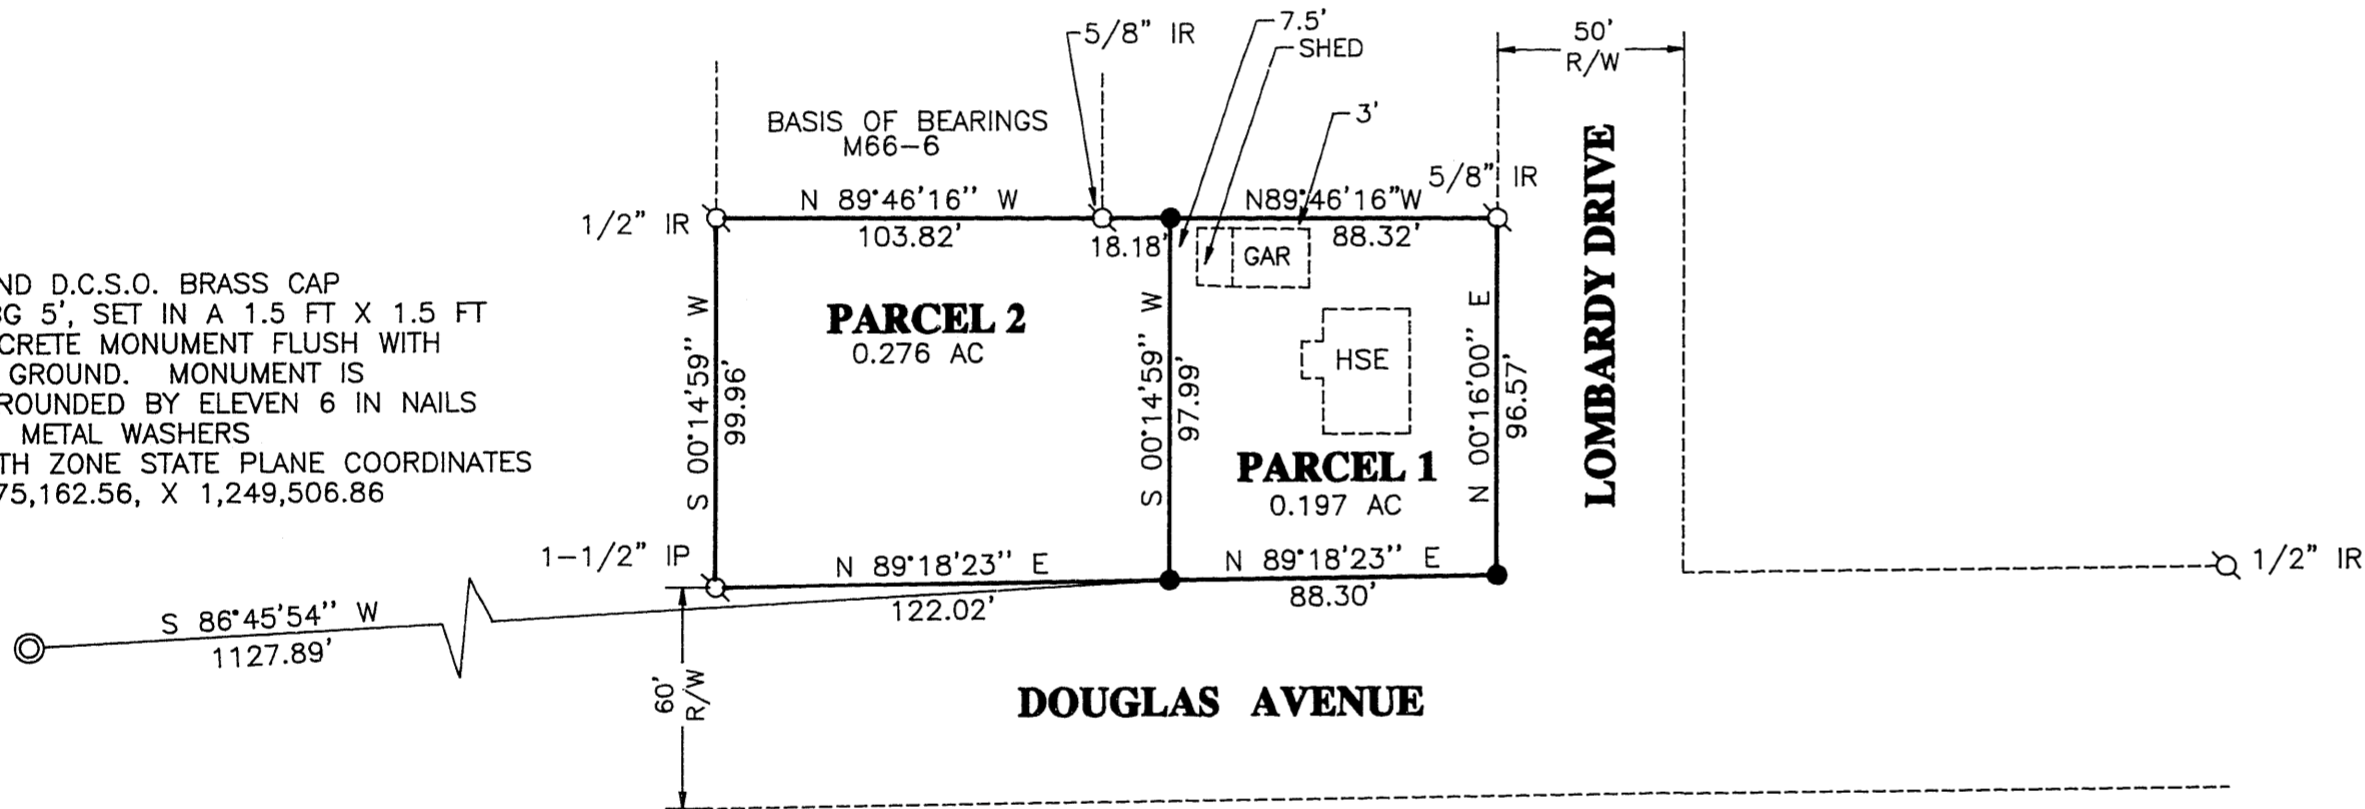 5/8" IR
7.5'
SHED
50'
R/W
3'
BASIS OF BEARINGS
M66-6
5/8" IR
1/2" IR
N 89°46'16" W
103.82'
18.18'
N89°46'16"W
88.32'
GAR
ND D.C.S.O. BRASS CAP
G 5', SET IN A 1.5 FT X 1.5 FT
CRETE MONUMENT FLUSH WITH
GROUND. MONUMENT IS
ROUNDED BY ELEVEN 6 IN NAILS
METAL WASHERS
TH ZONE STATE PLANE COORDINATES
75,162.56, X 1,249,506.86
S 00°14'59" W
99.96'
PARCEL 2
0.276 AC
S 00°14'59" W
97.99'
HSE
PARCEL 1
0.197 AC
N 00°16'00" E
96.57'
LOMBARDY DRIVE
1-1/2" IP
N 89°18'23" E
122.02'
N 89°18'23" E
88.30'
1/2" IR
S 86°45'54" W
1127.89'
60'
R/W
DOUGLAS AVENUE